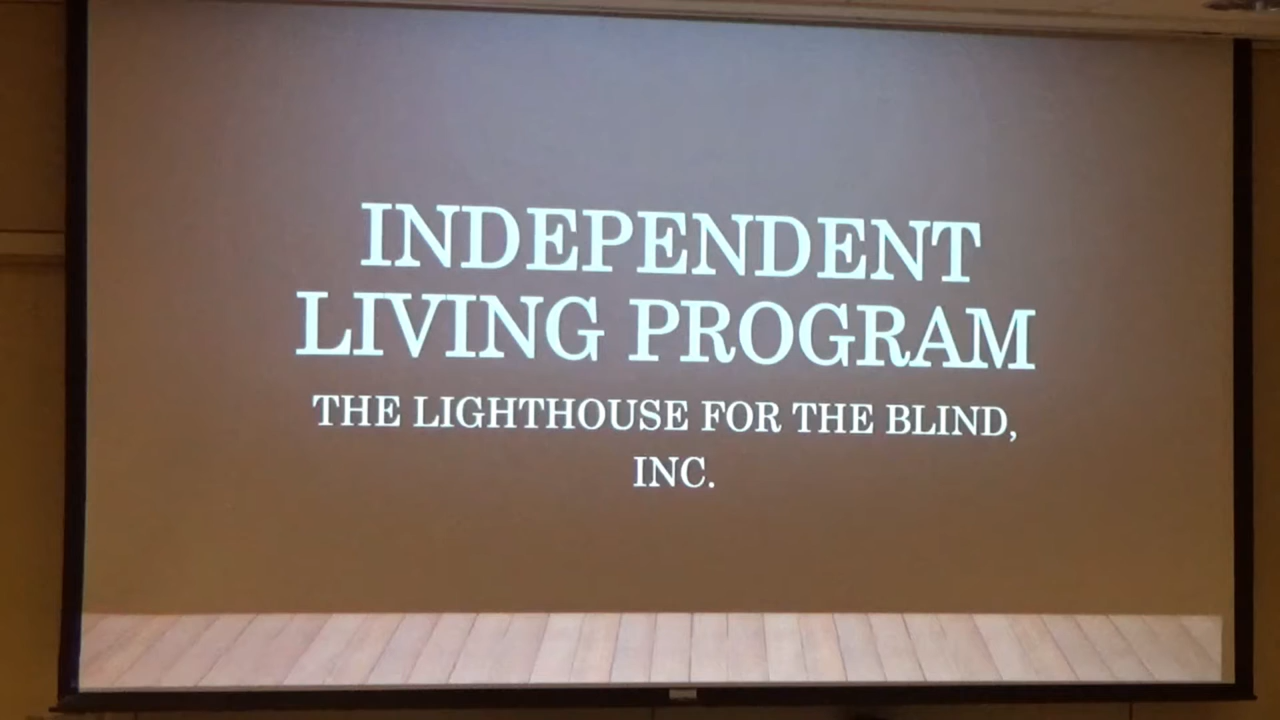 INDEPENDENT
LIVING PROGRAM
THE LIGHTHOUSE FOR THE BLIND,
INC.